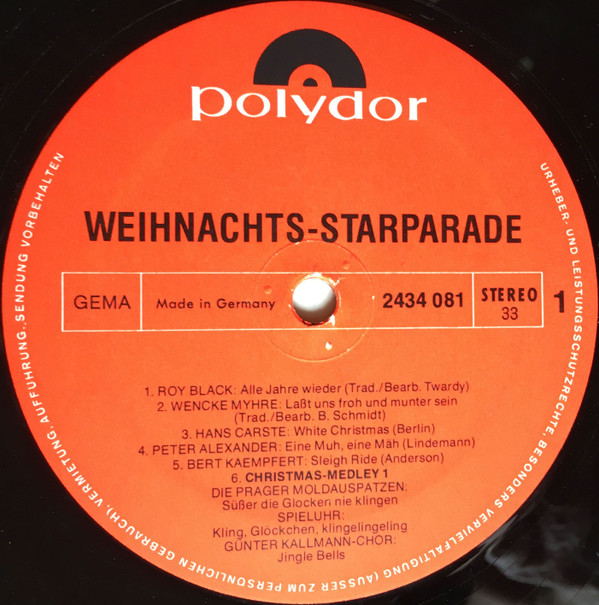 polydor
WEIHNACHTS-STARPARADE
GEMA
Made in Germany
2434 081
STEREO
33
1
1. ROY BLACK: Alle Jahre wieder (Trad./Bearb. Twardy)
2. WENCKE MYHRE: Laßt uns froh und munter sein
(Trad./Bearb. B. Schmidt)
3. HANS CARSTE: White Christmas (Berlin)
4. PETER ALEXANDER: Eine Muh, eine Mäh (Lindemann)
5. BERT KAEMPFERT: Sleigh Ride (Anderson)
6. CHRISTMAS-MEDLEY 1
DIE PRAGER MOLDAUSPATZEN:
Süßer die Glocken nie klingen
SPIELUHR:
Kling, Glöckchen, klingelingeling
GÜNTER KALLMANN-CHOR:
Jingle Bells
URHEBER- UND LEISTUNGSSCHUTZRECHTE, BESONDERS VERVIELFÄLTIGUNG (AUSSER ZUM PERSÖNLICHEN GEBRAUCH), VERMIETUNG, AUFFÜHRUNG, SENDUNG VORBEHALTEN